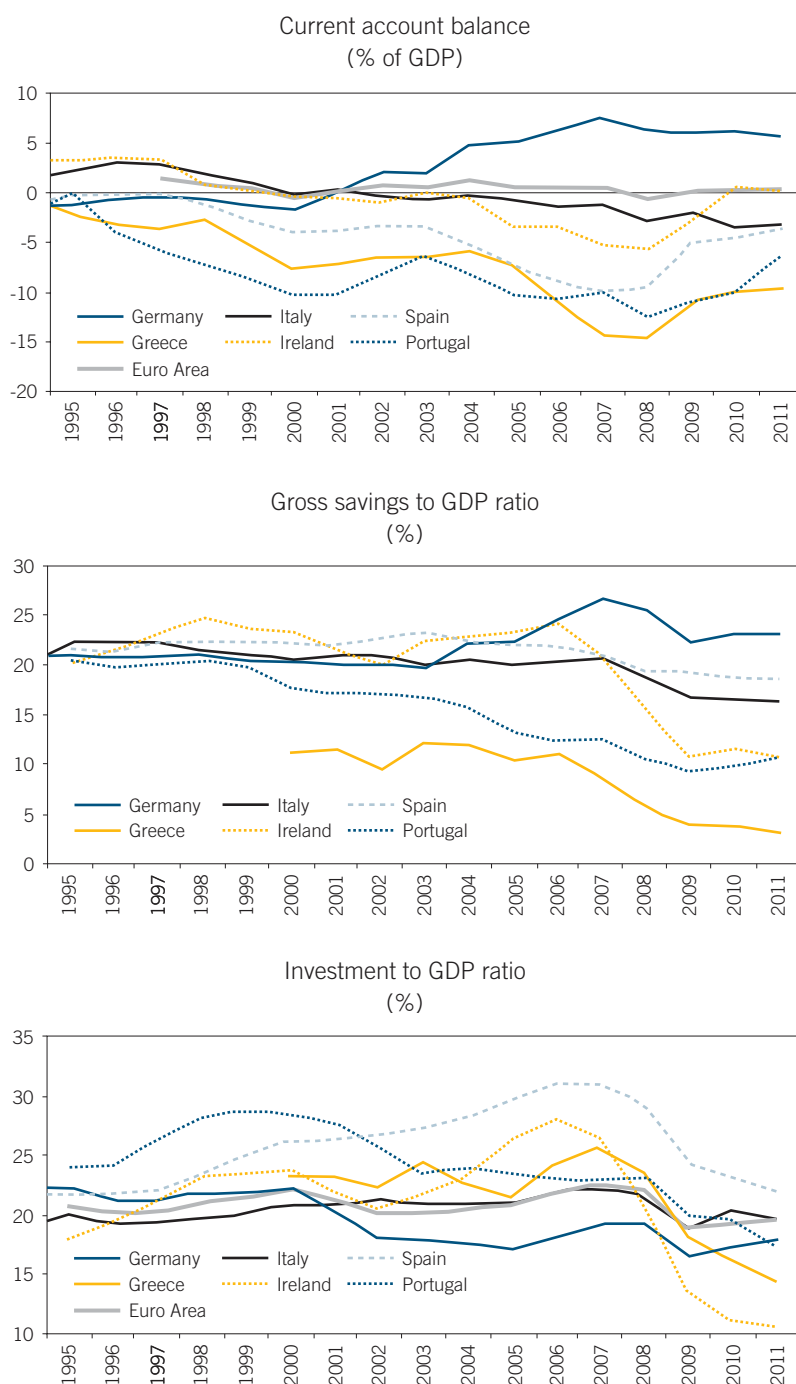 Current account balance
(% of GDP)
10
5
0
-5
-10
-15
-20
Germany Italy Spain
Greece Ireland Portugal
Euro Area
1995 1996 1997 1998 1999 2000 2001 2002 2003 2004 2005 2006 2007 2008 2009 2010 2011
Gross savings to GDP ratio
(%)
30
25
20
15
10
5
0
Germany Italy Spain
Greece Ireland Portugal
1995 1996 1997 1998 1999 2000 2001 2002 2003 2004 2005 2006 2007 2008 2009 2010 2011
Investment to GDP ratio
(%)
35
30
25
20
15
10
Germany Italy Spain
Greece Ireland Portugal
Euro Area
1995 1996 1997 1998 1999 2000 2001 2002 2003 2004 2005 2006 2007 2008 2009 2010 2011